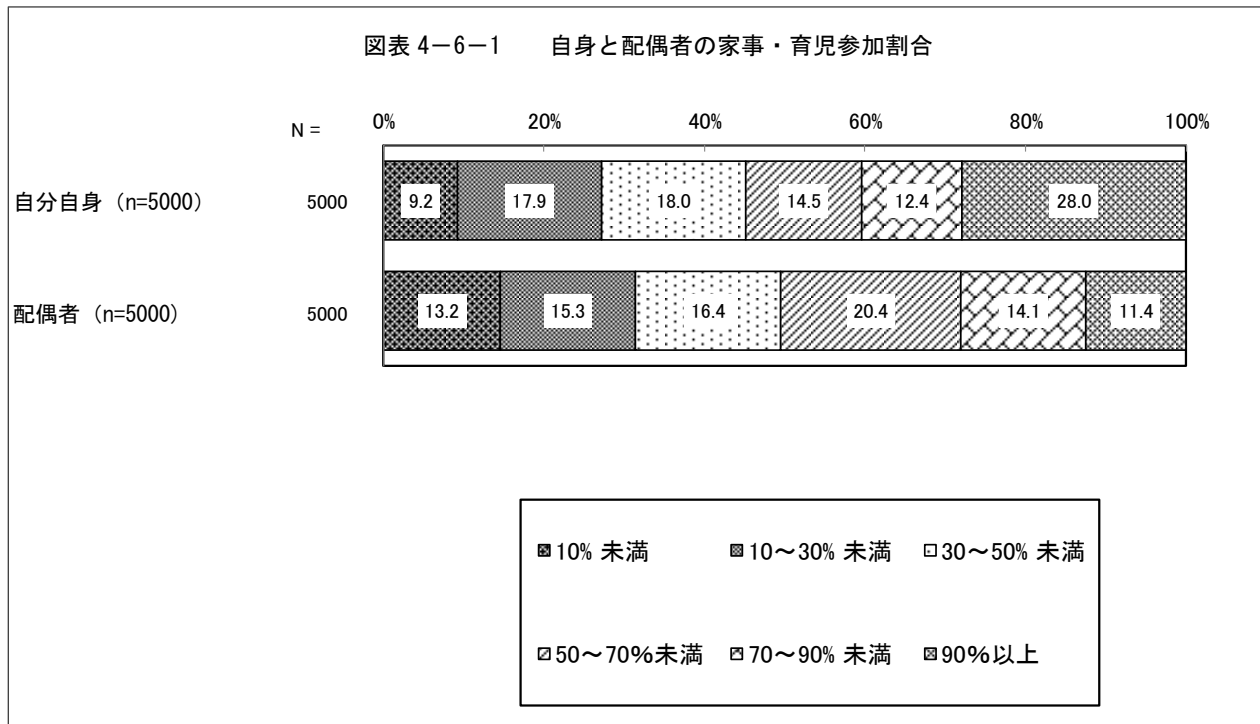 図表 4－6－1　　自身と配偶者の家事・育児参加割合
N = 0% 20% 40% 60% 80% 100%
自分自身（n=5000） 5000 9.2 17.9 18.0 14.5 12.4 28.0
配偶者（n=5000） 5000 13.2 15.3 16.4 20.4 14.1 11.4
10% 未満 10～30% 未満 30～50% 未満
50～70%未満 70～90% 未満 90%以上